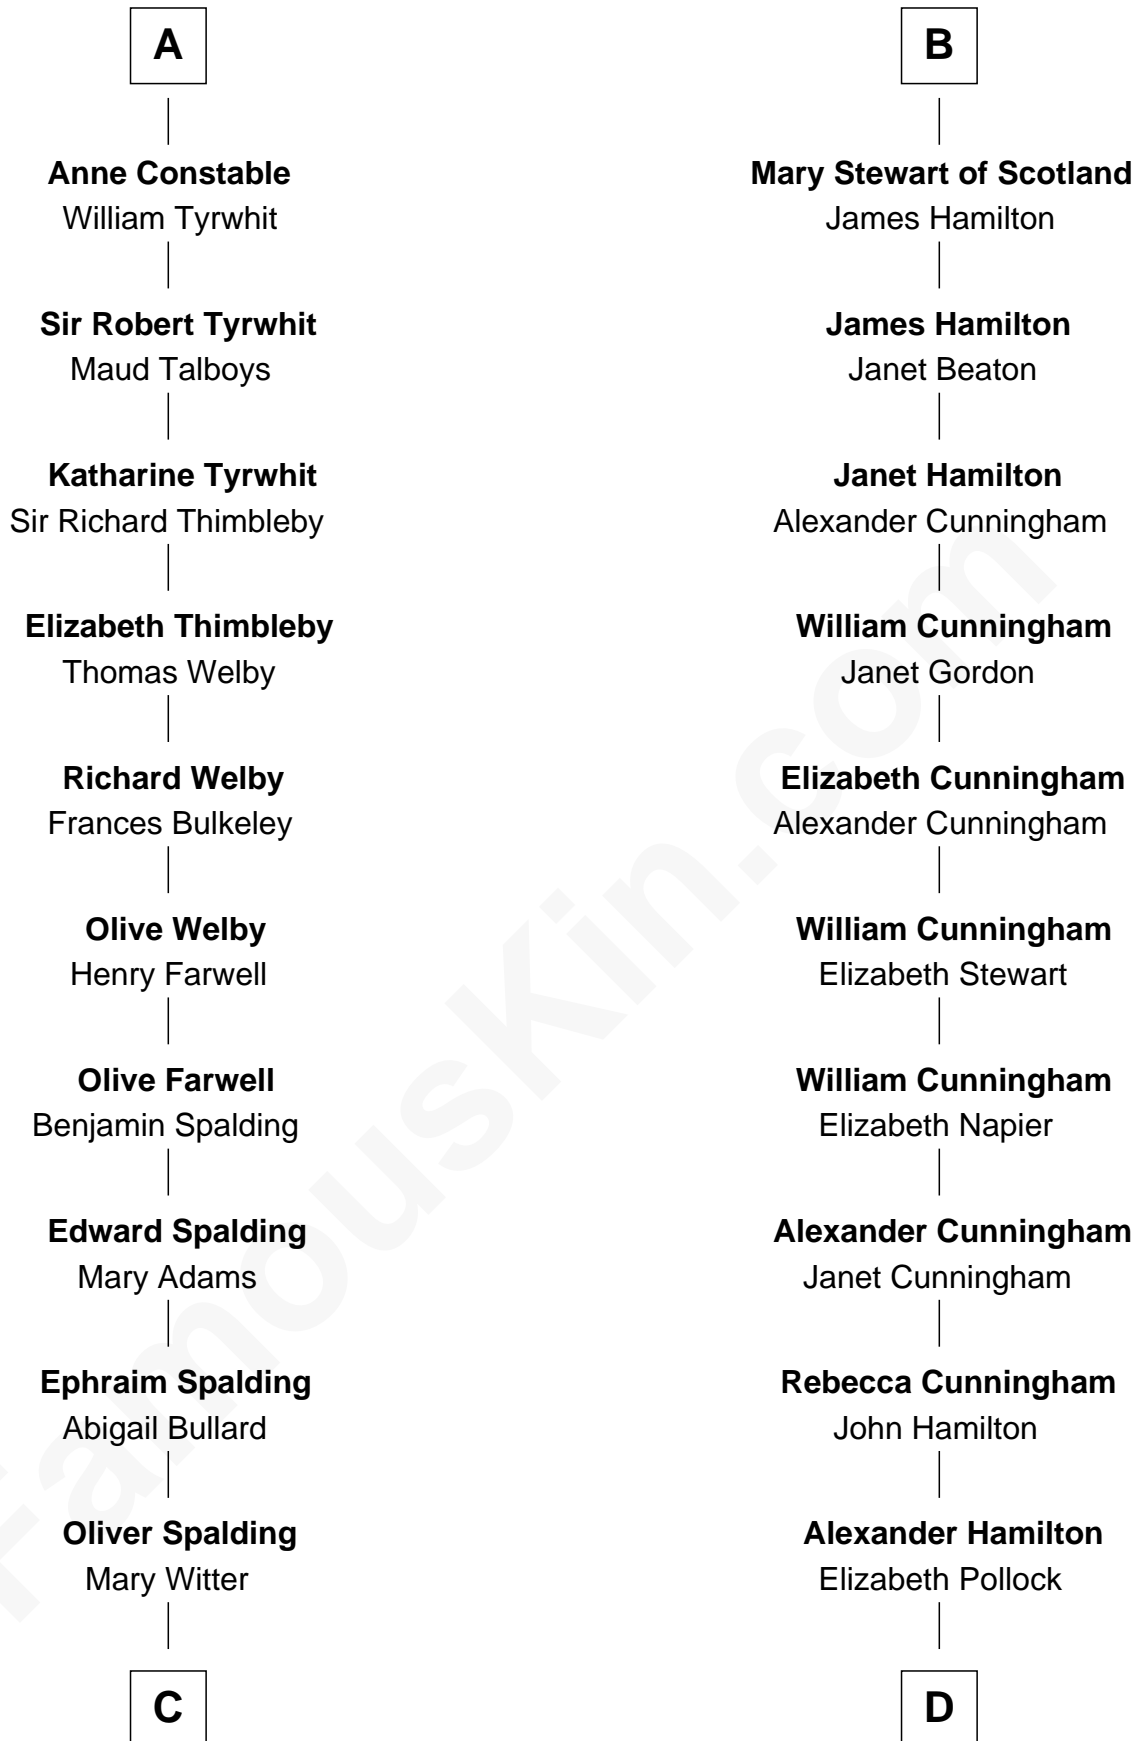 A
Anne Constable
William Tyrwhit
Sir Robert Tyrwhit
Maud Talboys
Katharine Tyrwhit
Sir Richard Thimbleby
Elizabeth Thimbleby
Thomas Welby
Richard Welby
Frances Bulkeley
Olive Welby
Henry Farwell
Olive Farwell
Benjamin Spalding
Edward Spalding
Mary Adams
Ephraim Spalding
Abigail Bullard
Oliver Spalding
Mary Witter
C
B
Mary Stewart of Scotland
James Hamilton
James Hamilton
Janet Beaton
Janet Hamilton
Alexander Cunningham
William Cunningham
Janet Gordon
Elizabeth Cunningham
Alexander Cunningham
William Cunningham
Elizabeth Stewart
William Cunningham
Elizabeth Napier
Alexander Cunningham
Janet Cunningham
Rebecca Cunningham
John Hamilton
Alexander Hamilton
Elizabeth Pollock
D
FamousKin.com